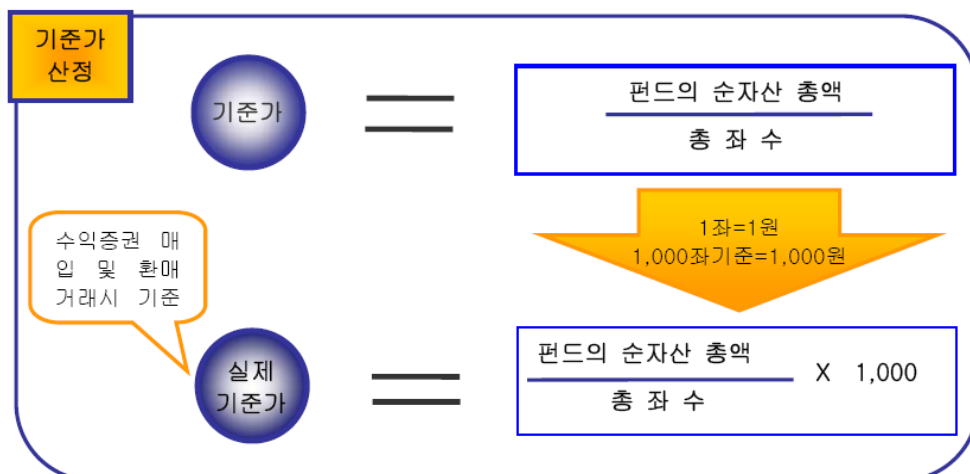 기준가
산정
기준가
펀드의 순자산 총액
총 좌 수
1좌=1원
1,000좌기준=1,000원
수익증권 매
입 및 환매
거래시 기준
실제
기준가
펀드의 순자산 총액
총 좌 수
X 1,000